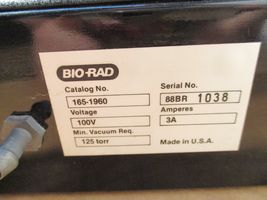 BIO-RAD
Catalog No. Serial No.
165-1960 88BR 1038
Voltage Amperes
100V 3A
Min. Vacuum Req.
125 torr Made in U.S.A.